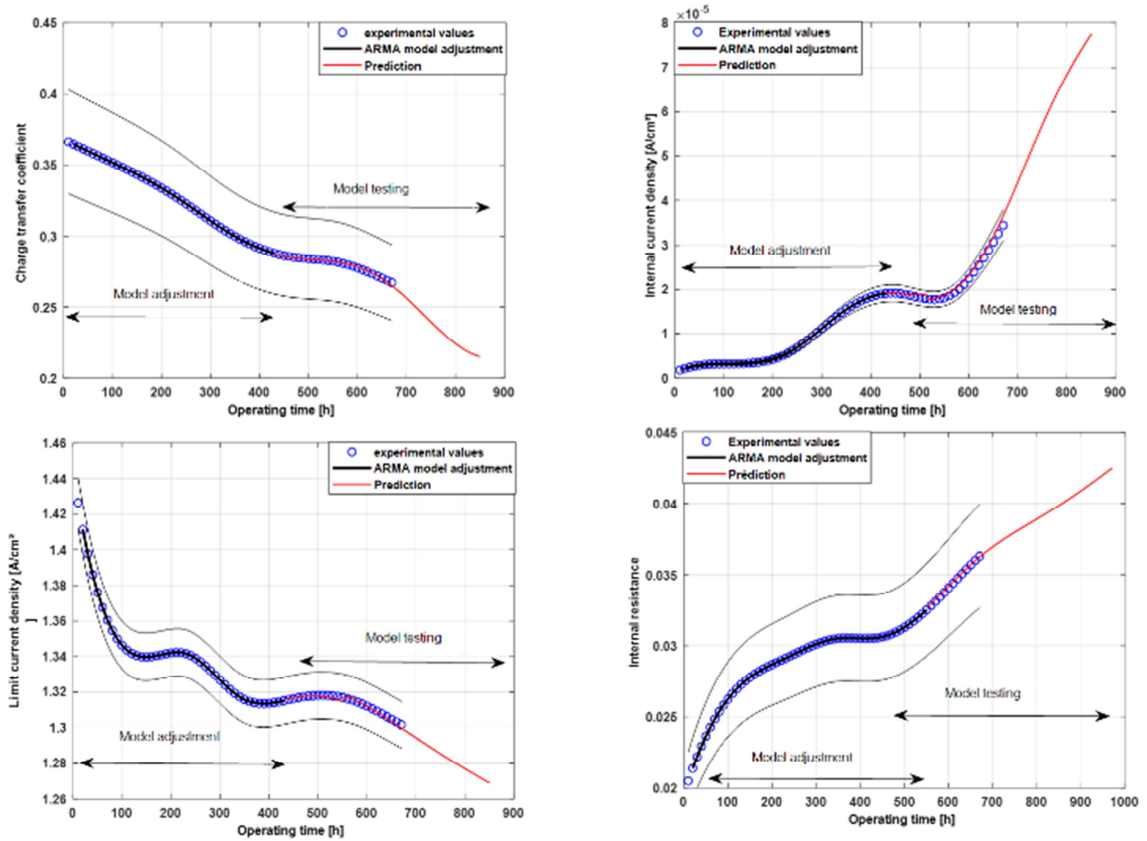 0.45
0.4
0.35
0.3
0.25
0.2
Charge transfer coefficient
experimental values
ARMA model adjustment
Prediction
Model testing
Model adjustment
0 100 200 300 400 500 600 700 800 900
Operating time [h]
×10⁻⁵
8
7
6
5
4
3
2
1
0
Internal current density [A/cm²]
Experimental values
ARMA model adjustment
Prediction
Model adjustment
Model testing
0 100 200 300 400 500 600 700 800 900
Operating time [h]
1.46
1.44
1.42
1.4
1.38
1.36
1.34
1.32
1.3
1.28
1.26
Limit current density [A/cm²
]
experimental values
ARMA model adjustment
Prediction
Model testing
Model adjustment
0 100 200 300 400 500 600 700 800 900
Operating time [h]
0.045
0.04
0.035
0.03
0.025
0.02
Internal resistance
Experimental values
ARMA model adjustment
Prédiction
Model testing
Model adjustment
0 100 200 300 400 500 600 700 800 900 1000
Operating time [h]